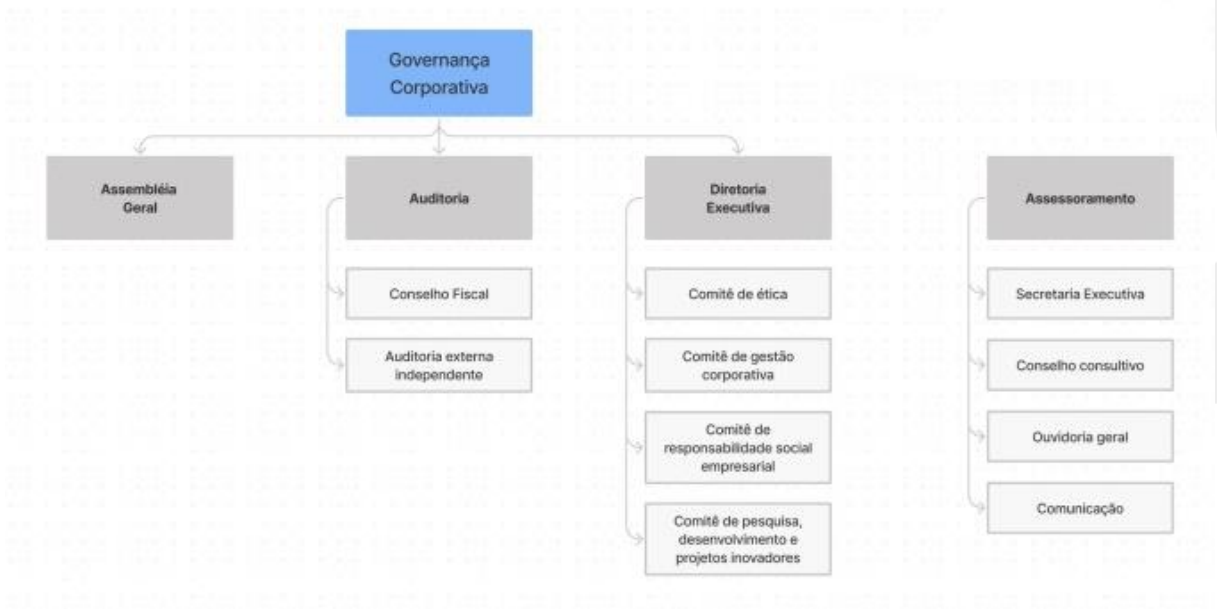 Governança
Corporativa
Assembléia
Geral
Auditoria
Conselho Fiscal
Auditoria externa
independente
Diretoria
Executiva
Comitê de ética
Comitê de gestão
corporativa
Comitê de
responsabilidade social
empresarial
Comitê de pesquisa,
desenvolvimento e
projetos inovadores
Assessoramento
Secretaria Executiva
Conselho consultivo
Ouvidoria geral
Comunicação